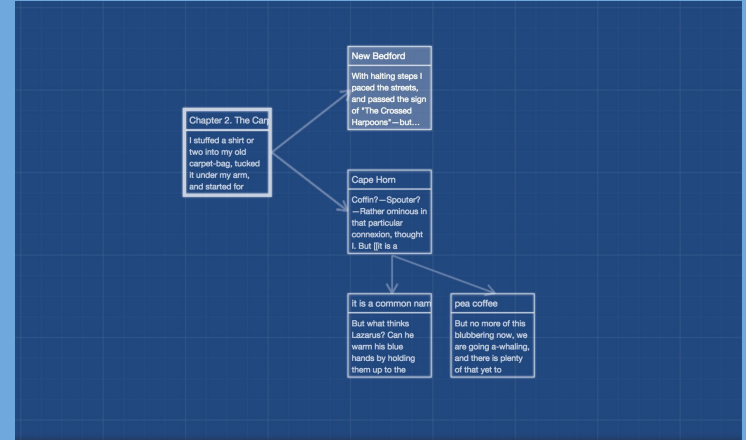 New Bedford
With halting steps I
paced the streets,
and passed the sign
of "The Crossed
Harpoons"—but...
Chapter 2. The Carp
I stuffed a shirt or
two into my old
carpet-bag, tucked
it under my arm,
and started for
Cape Horn
Coffin?—Spouter?
—Rather ominous in
that particular
connexion, thought
I. But [[It is a
it is a common nam
But what thinks
Lazarus? Can he
warm his blue
hands by holding
them up to the
pea coffee
But no more of this
blubbering now, we
are going a-whaling,
and there is plenty
of that yet to